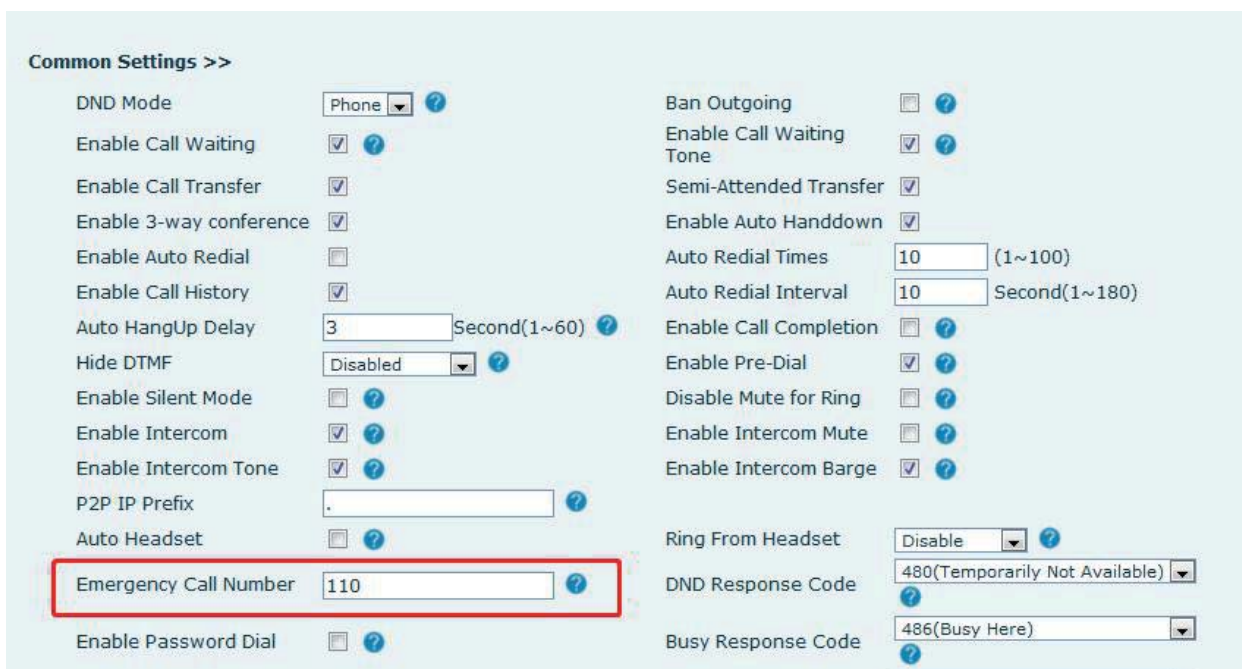 Common Settings >>
DND Mode Phone ? Ban Outgoing ?
Enable Call Waiting ? Enable Call Waiting
Tone ?
Enable Call Transfer Semi-Attended Transfer
Enable 3-way conference Enable Auto Handdown
Enable Auto Redial Auto Redial Times 10 (1~100)
Enable Call History Auto Redial Interval 10 Second(1~180)
Auto HangUp Delay 3 Second(1~60) ? Enable Call Completion ?
Hide DTMF Disabled ? Enable Pre-Dial ?
Enable Silent Mode ? Disable Mute for Ring ?
Enable Intercom ? Enable Intercom Mute ?
Enable Intercom Tone ? Enable Intercom Barge ?
P2P IP Prefix . ?
Auto Headset ? Ring From Headset Disable ?
Emergency Call Number 110 ? DND Response Code 480(Temporarily Not Available) ?
Enable Password Dial ? Busy Response Code 486(Busy Here) ?